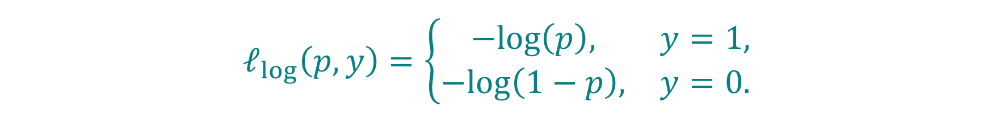 ℓ_log(p, y) = { −log(p), y = 1,
−log(1 − p), y = 0.